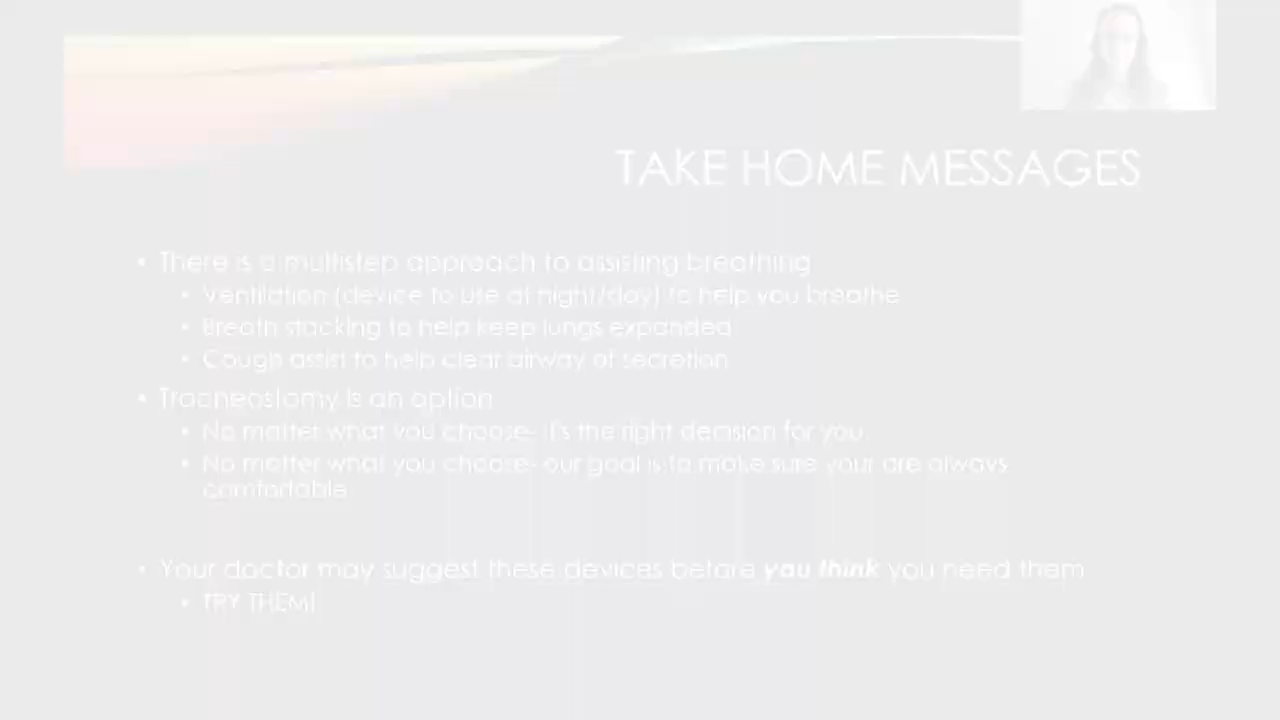 TAKE HOME MESSAGES
• There is a multistep approach to assisting breathing
• Ventilation (device to use at night/day) to help you breathe
• Breath stacking to help keep lungs expanded
• Cough assist to help clear airway of secretion
• Tracheostomy is an option
• No matter what you choose- it's the right decision for you.
• No matter what you choose- our goal is to make sure your are always
comfortable
• Your doctor may suggest these devices before you think you need them
• TRY THEM!